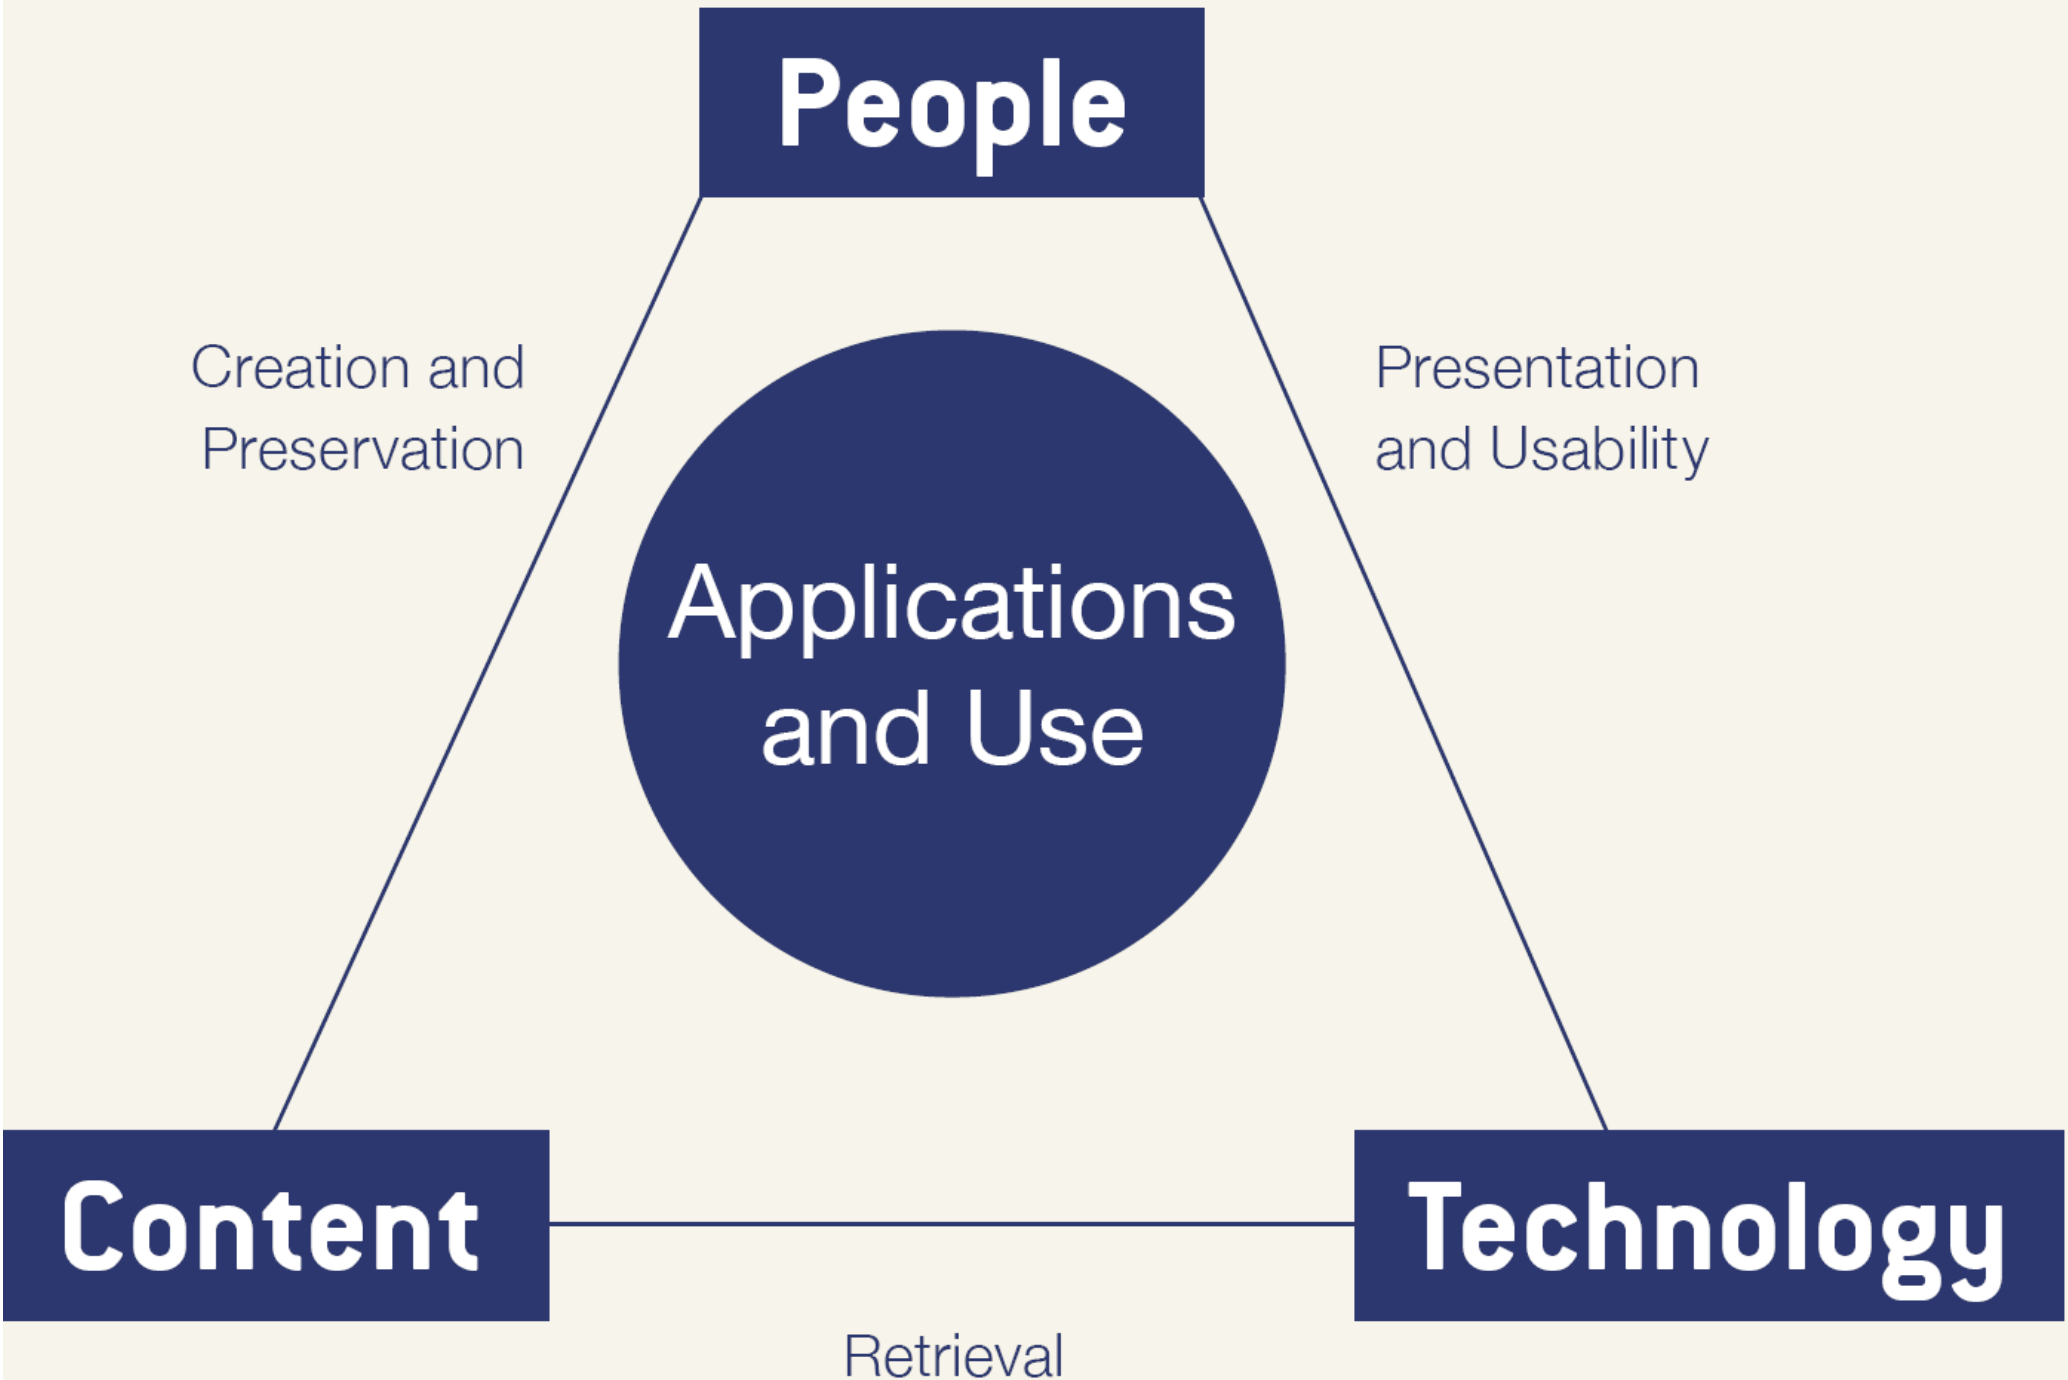 People
Creation and
Preservation
Presentation
and Usability
Applications
and Use
Content
Technology
Retrieval